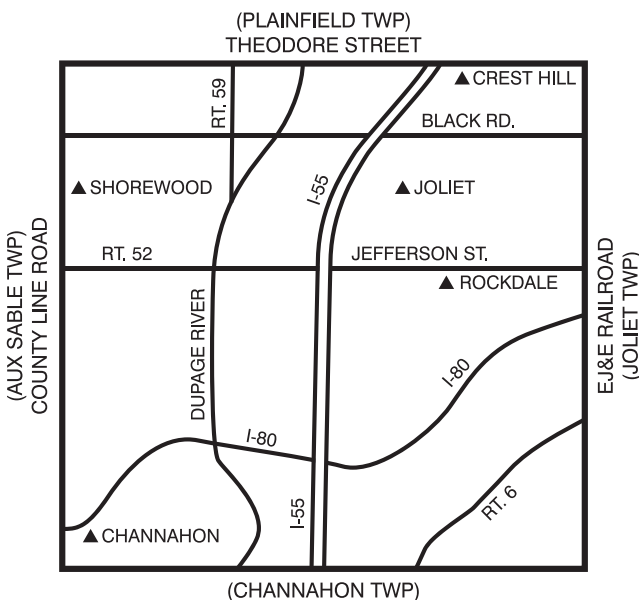 (PLAINFIELD TWP)
THEODORE STREET
▲ CREST HILL
RT. 59
BLACK RD.
▲ SHOREWOOD
I-55
▲ JOLIET
(AUX SABLE TWP)
COUNTY LINE ROAD
RT. 52
JEFFERSON ST.
▲ ROCKDALE
EJ&E RAILROAD
(JOLIET TWP)
DUPAGE RIVER
I-80
I-80
RT. 6
I-55
▲ CHANNAHON
(CHANNAHON TWP)